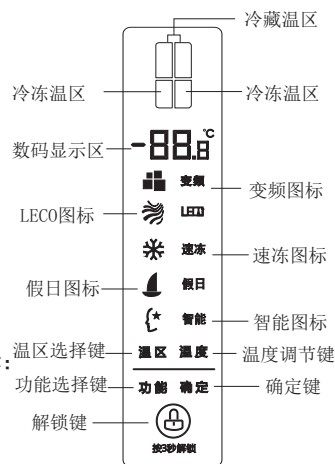 冷藏温区
冷冻温区
冷冻温区
数码显示区
-88.8℃
变频
变频图标
LECO图标
LECO
速冻
速冻图标
假日图标
假日
智能
智能图标
温区选择键
:
温区 温度
温度调节键
功能选择键
功能 确定
确定键
解锁键
按3秒解锁